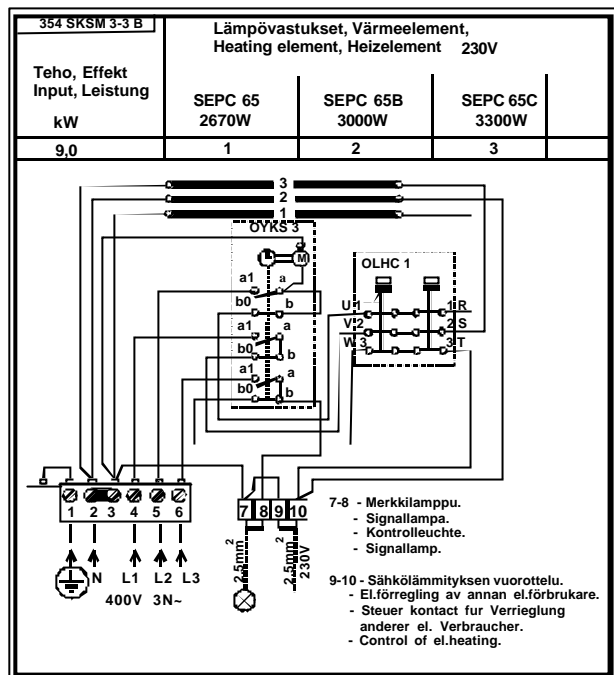 354 SKSM 3-3 B
Lämpövastukset, Värmeelement,
Heating element, Heizelement 230V
Teho, Effekt
Input, Leistung
kW
SEPC 65
2670W
SEPC 65B
3000W
SEPC 65C
3300W
9,0
1
2
3
3
2
1
OYKS 3
M
OLHC 1
a1
a
b0
b
a1
a
b0
b
a1
a
b0
b
U 1
1 R
V 2
2 S
W 3
3 T
1 2 3 4 5 6
7 8 9 10
N L1 L2 L3
400V 3N~
2.5mm²
2.5mm²
230V
7-8 - Merkkilamppu.
- Signallampa.
- Kontrolleuchte.
- Signallamp.
9-10 - Sähkölämmityksen vuorottelu.
- El.förregling av annan el.förbrukare.
- Steuer kontact fur Verrieglung
anderer el. Verbraucher.
- Control of el.heating.